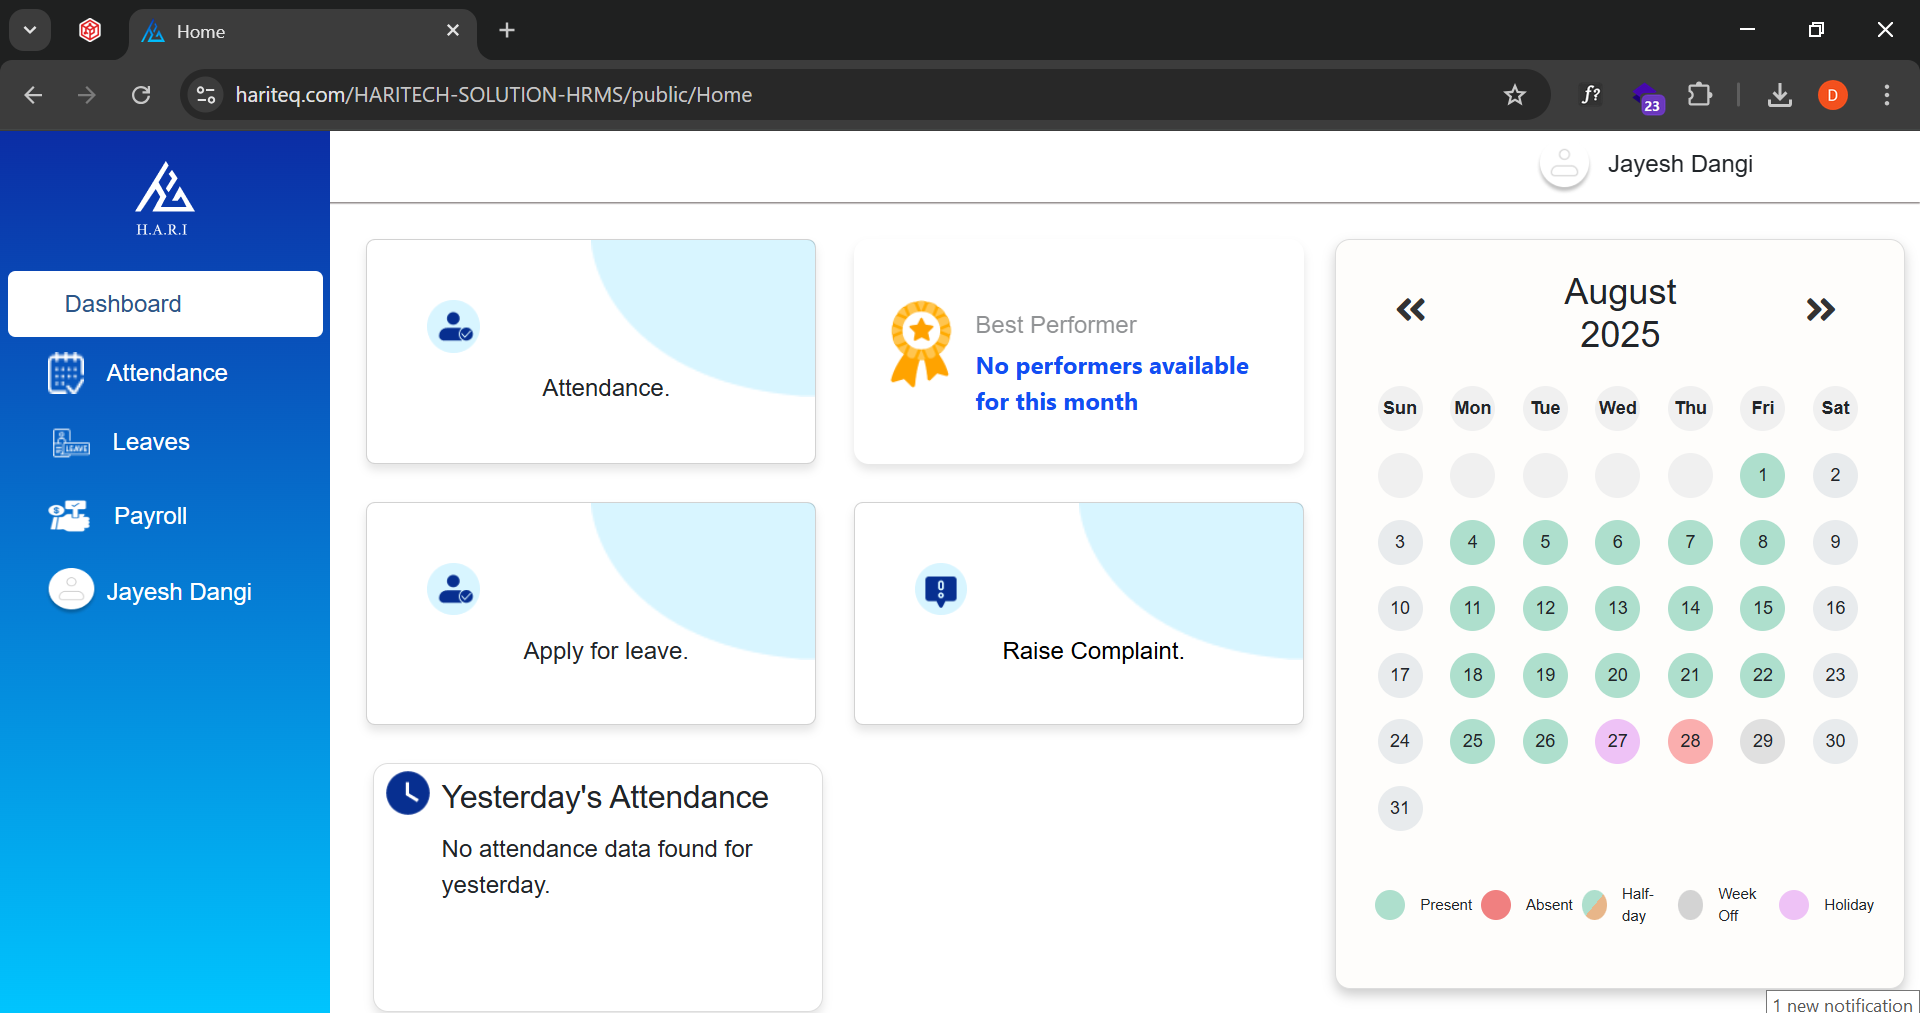 Home
hariteq.com/HARITECH-SOLUTION-HRMS/public/Home
f?
23
D
H.A.R.I
Jayesh Dangi
Dashboard
Attendance
LEAVE
Leaves
Payroll
Jayesh Dangi
Attendance.
Best Performer
No performers available
for this month
Apply for leave.
Raise Complaint.
Yesterday's Attendance
No attendance data found for
yesterday.
August
2025
Sun Mon Tue Wed Thu Fri Sat
1 2
3 4 5 6 7 8 9
10 11 12 13 14 15 16
17 18 19 20 21 22 23
24 25 26 27 28 29 30
31
Present Absent Half-
day Week
Off Holiday
1 new notification